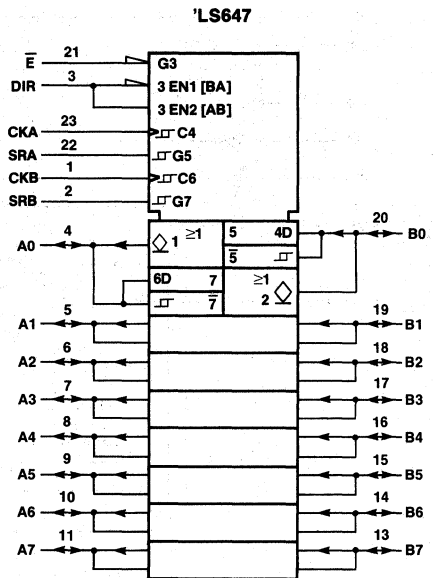 'LS647
E̅ 21 G3
DIR 3 3 EN1 [BA]
3 EN2 [AB]
CKA 23 C4
SRA 22 G5
CKB 1 C6
SRB 2 G7
A0 4 1 ≥1 5 4D 20 B0
5̅
6D 7 ≥1
7̅ 2
A1 5 19 B1
A2 6 18 B2
A3 7 17 B3
A4 8 16 B4
A5 9 15 B5
A6 10 14 B6
A7 11 13 B7